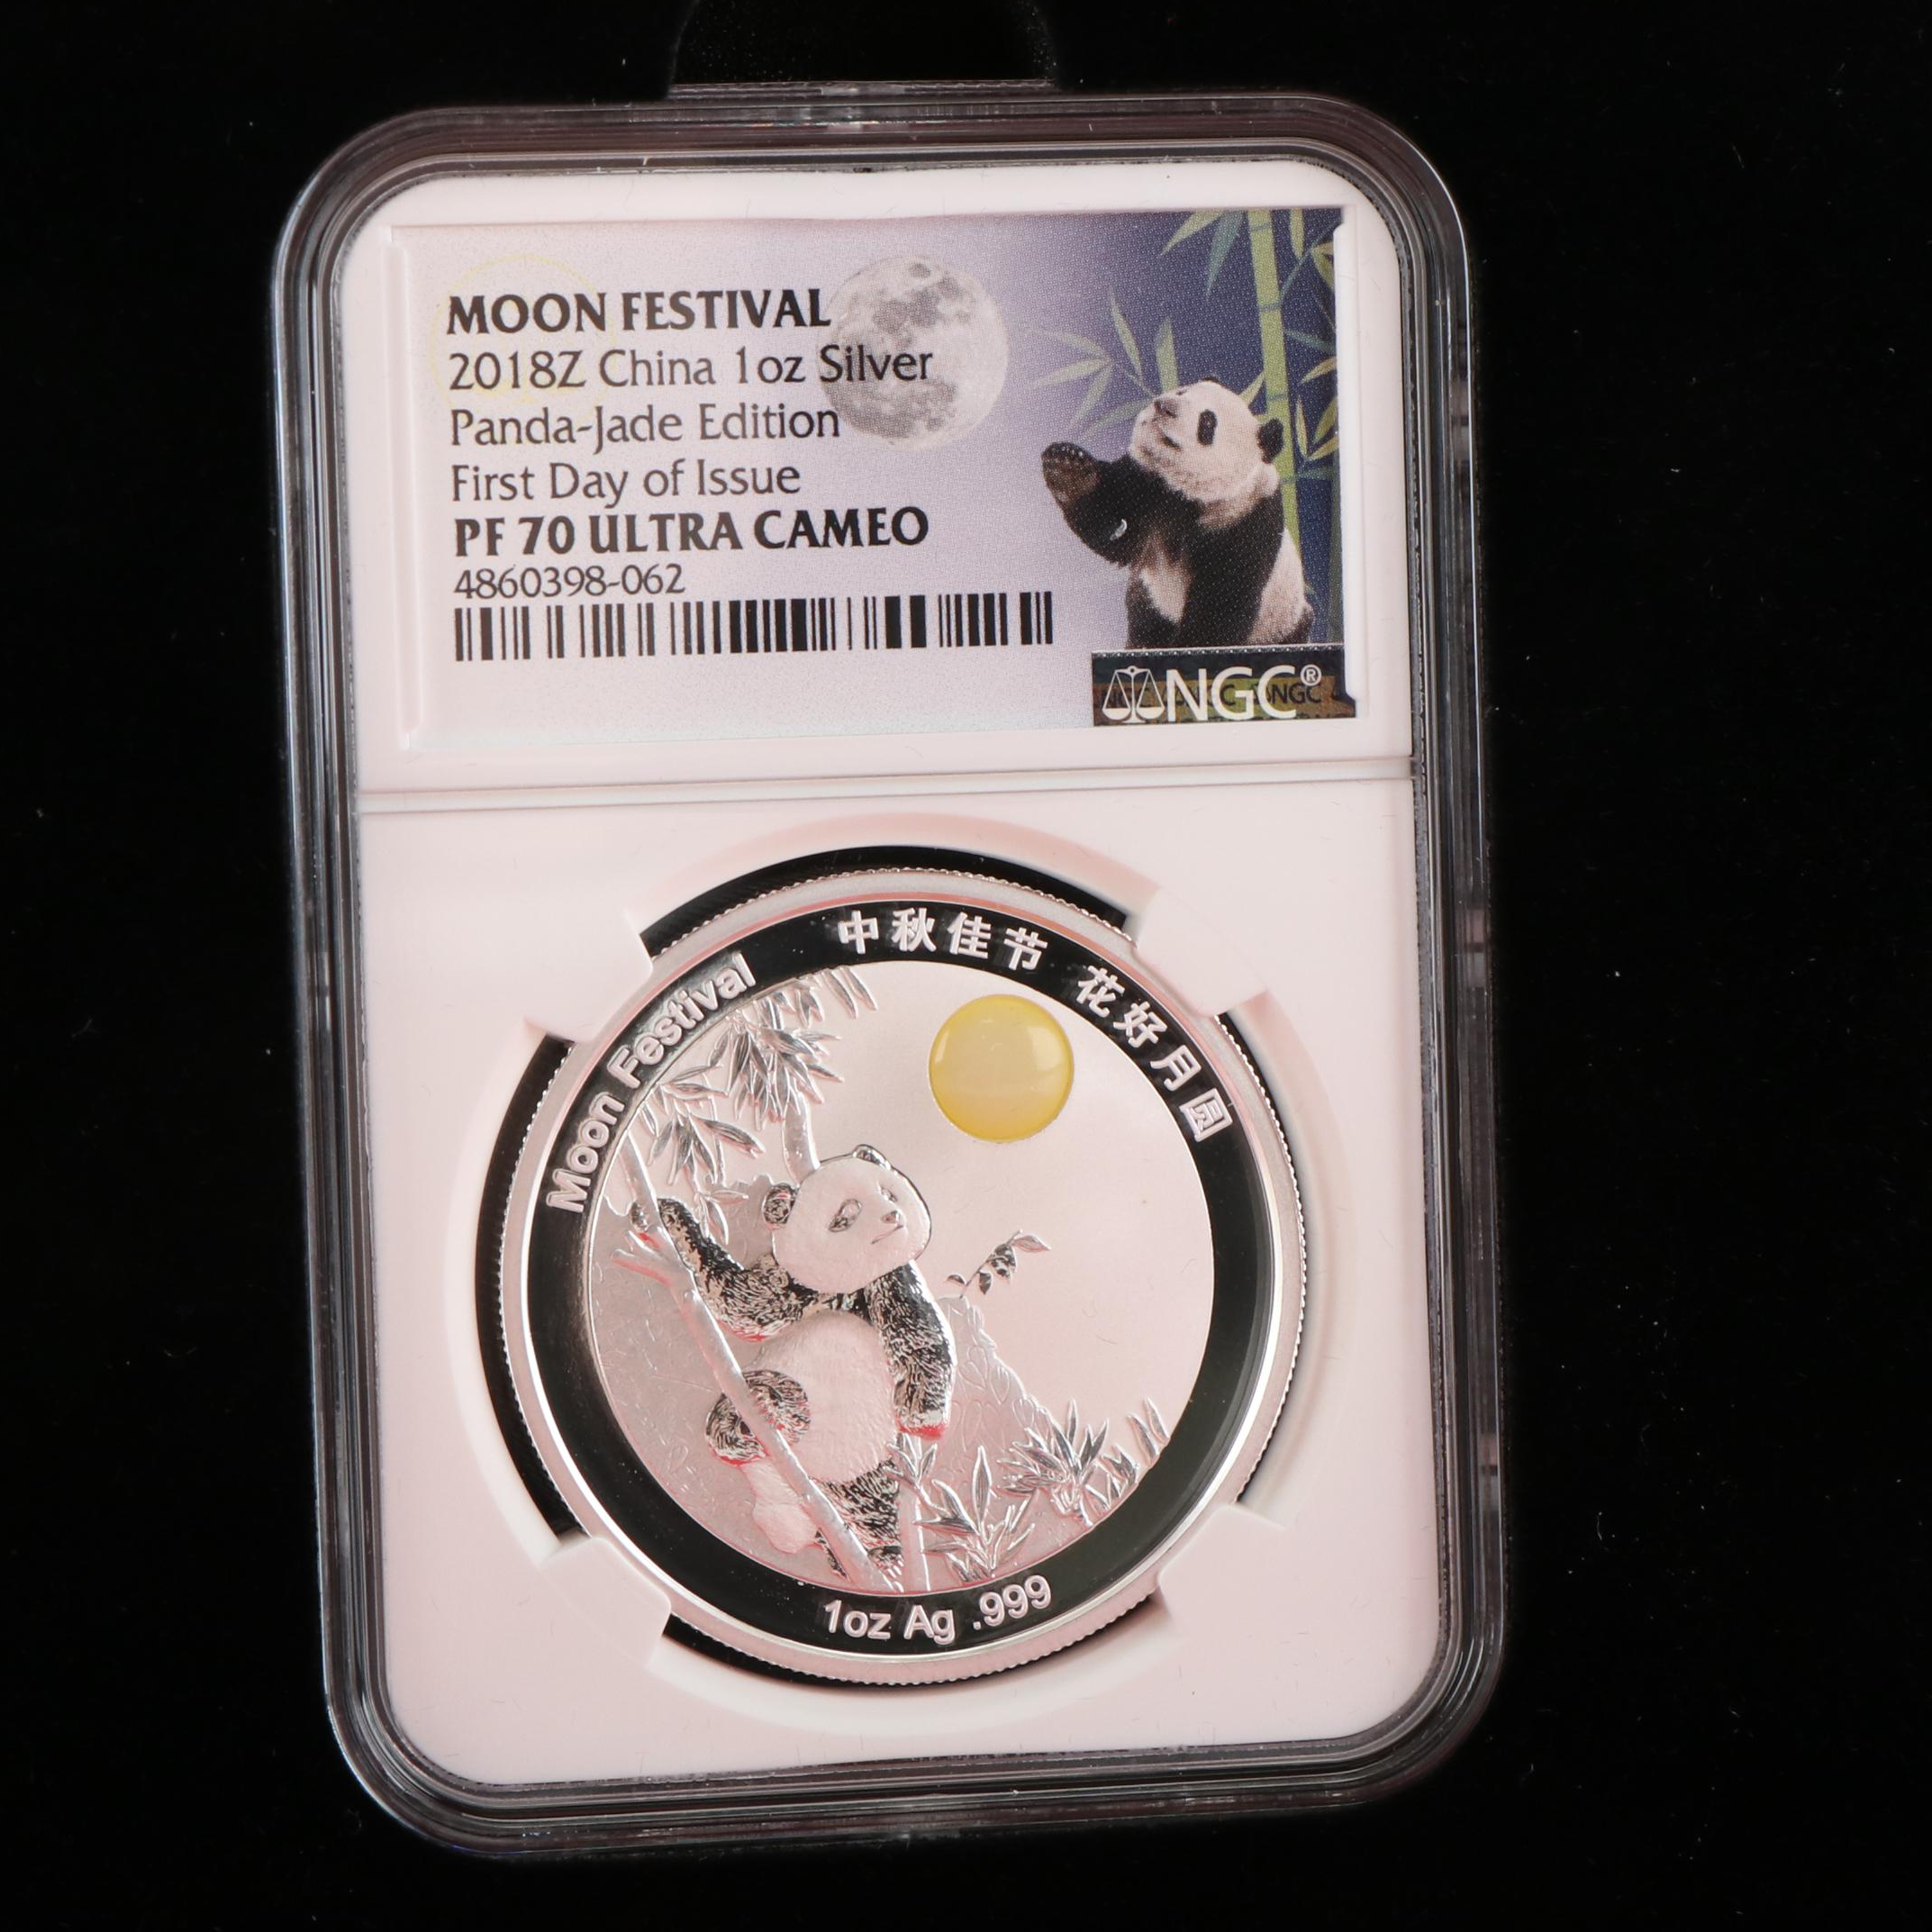 MOON FESTIVAL
2018Z China 1oz Silver
Panda-Jade Edition
First Day of Issue
PF 70 ULTRA CAMEO
4860398-062
NGC®
Moon Festival
中秋佳节 花好月圆
1oz Ag .999